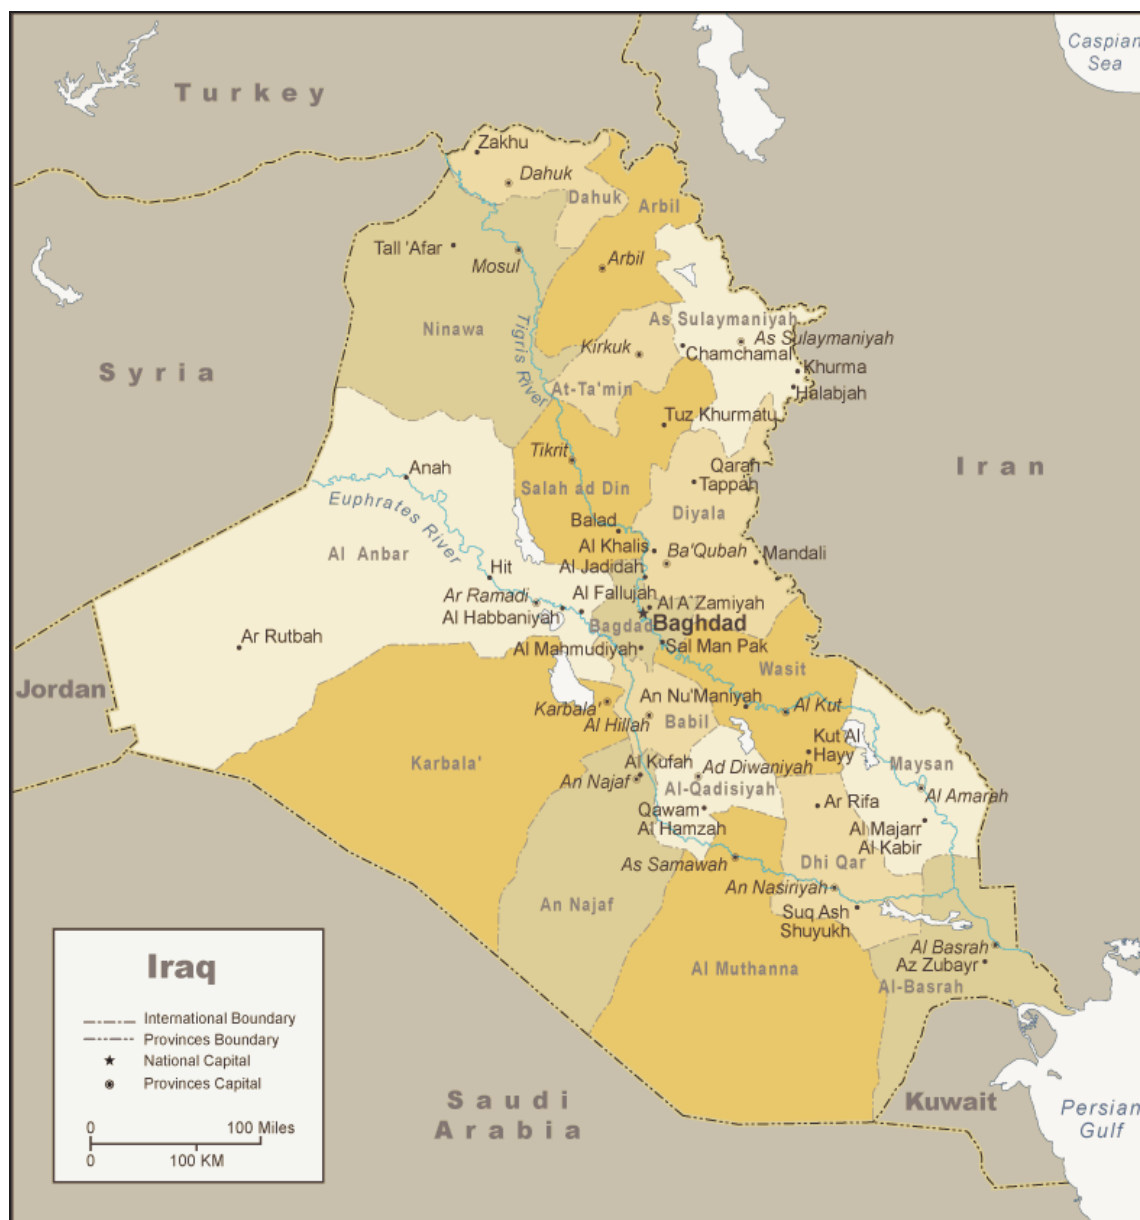 Caspian
Sea
Turkey
Zakhu
Dahuk
Dahuk
Arbil
Tall 'Afar
Mosul
Arbil
Ninawa
Tigris River
As Sulaymaniyah
As Sulaymaniyah
Kirkuk
Chamchamal
Khurma
Halabjah
Syria
At-Ta'min
Tuz Khurmatu
Iran
Tikrit
Anah
Qarah
Tappah
Salah ad Din
Euphrates River
Diyala
Balad
Al Anbar
Al Khalis
Ba'Qubah
Mandali
Hit
Al Jadidah
Ar Ramadi
Al Fallujah
Al A`Zamiyah
Al Habbaniyah
Bagdad
Baghdad
Ar Rutbah
Al Mahmudiyah
Sal Man Pak
Wasit
Jordan
An Nu'Maniyah
Karbala'
Al Hillah
Babil
Al Kut
Kut Al
Hayy
Karbala'
Al Kufah
Ad Diwaniyah
Maysan
An Najaf
Al-Qadisiyah
Al Amarah
Qawam
Al Hamzah
Ar Rifa
Al Majarr
Al Kabir
As Samawah
Dhi Qar
An Nasiriyah
An Najaf
Suq Ash
Shuyukh
Al Basrah
Az Zubayr
Al Muthanna
Al-Basrah
Iraq
International Boundary
Provinces Boundary
National Capital
Provinces Capital
0 100 Miles
0 100 KM
Saudi
Arabia
Kuwait
Persian
Gulf